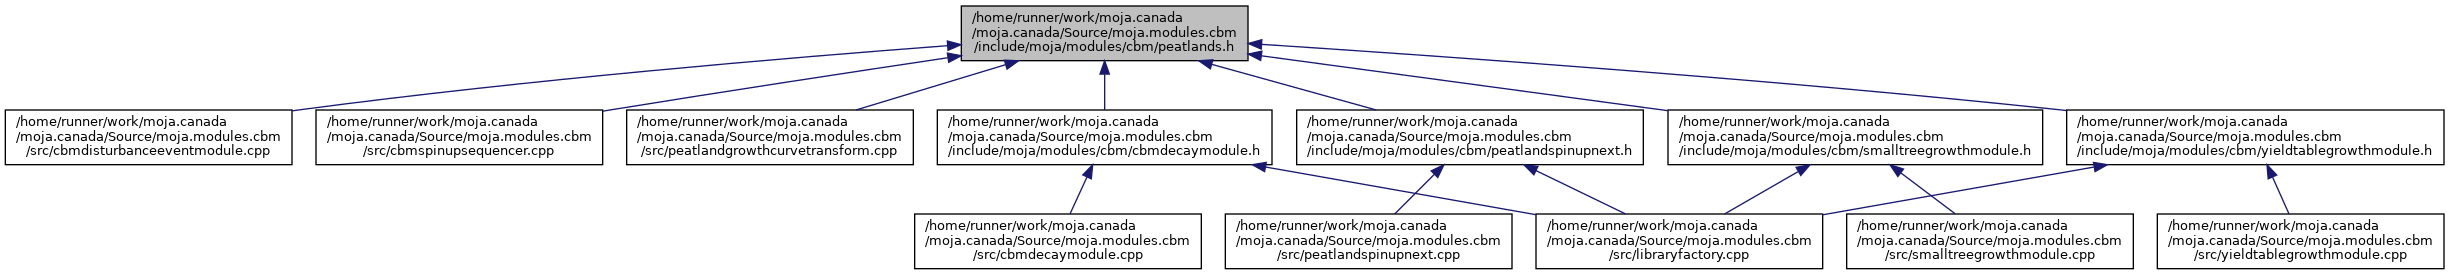 /home/runner/work/moja.canada
/moja.canada/Source/moja.modules.cbm
/include/moja/modules/cbm/peatlands.h
/home/runner/work/moja.canada
/moja.canada/Source/moja.modules.cbm
/src/cbmdisturbanceeventmodule.cpp
/home/runner/work/moja.canada
/moja.canada/Source/moja.modules.cbm
/src/cbmspinupsequencer.cpp
/home/runner/work/moja.canada
/moja.canada/Source/moja.modules.cbm
/src/peatlandgrowthcurvetransform.cpp
/home/runner/work/moja.canada
/moja.canada/Source/moja.modules.cbm
/include/moja/modules/cbm/cbmdecaymodule.h
/home/runner/work/moja.canada
/moja.canada/Source/moja.modules.cbm
/include/moja/modules/cbm/peatlandspinupnext.h
/home/runner/work/moja.canada
/moja.canada/Source/moja.modules.cbm
/include/moja/modules/cbm/smalltreegrowthmodule.h
/home/runner/work/moja.canada
/moja.canada/Source/moja.modules.cbm
/include/moja/modules/cbm/yieldtablegrowthmodule.h
/home/runner/work/moja.canada
/moja.canada/Source/moja.modules.cbm
/src/cbmdecaymodule.cpp
/home/runner/work/moja.canada
/moja.canada/Source/moja.modules.cbm
/src/peatlandspinupnext.cpp
/home/runner/work/moja.canada
/moja.canada/Source/moja.modules.cbm
/src/libraryfactory.cpp
/home/runner/work/moja.canada
/moja.canada/Source/moja.modules.cbm
/src/smalltreegrowthmodule.cpp
/home/runner/work/moja.canada
/moja.canada/Source/moja.modules.cbm
/src/yieldtablegrowthmodule.cpp